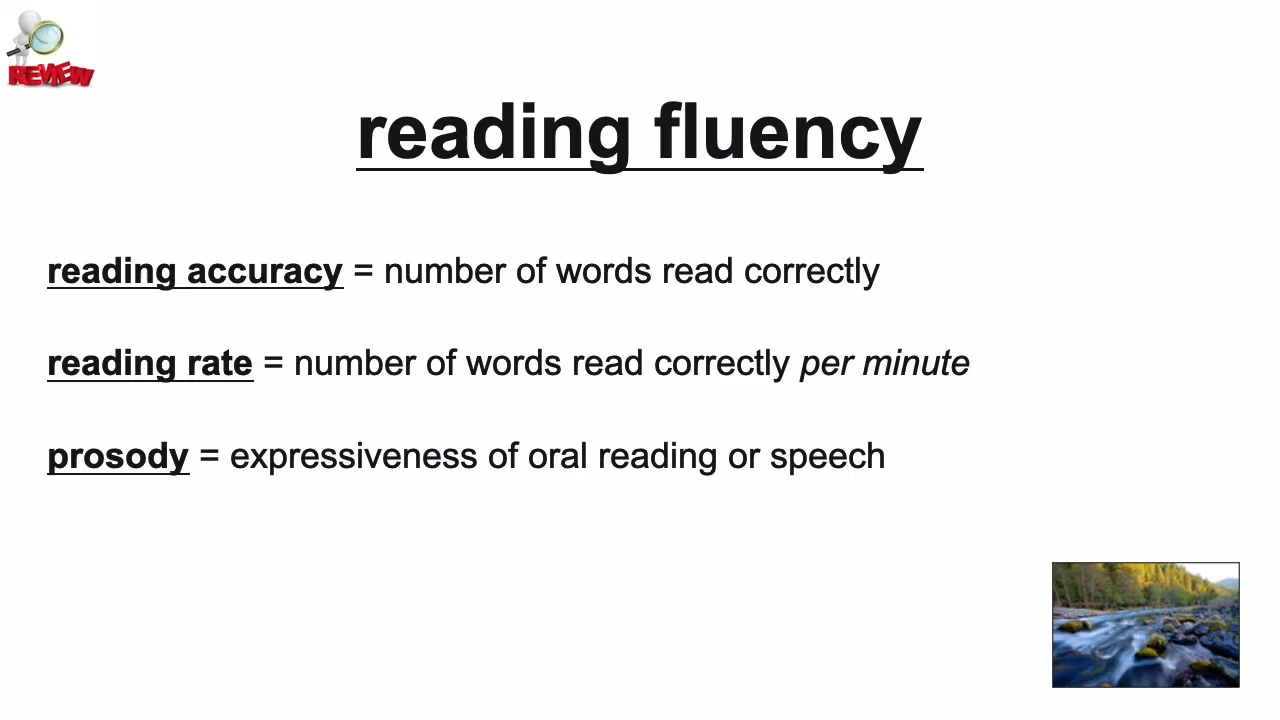 REVIEW
reading fluency
reading accuracy = number of words read correctly
reading rate = number of words read correctly per minute
prosody = expressiveness of oral reading or speech